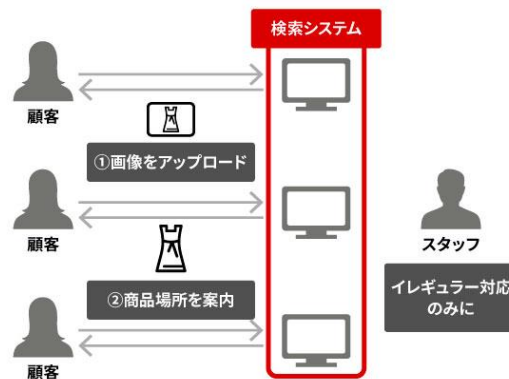 検索システム
顧客
①画像をアップロード
顧客
スタッフ
②商品場所を案内
イレギュラー対応
のみに
顧客